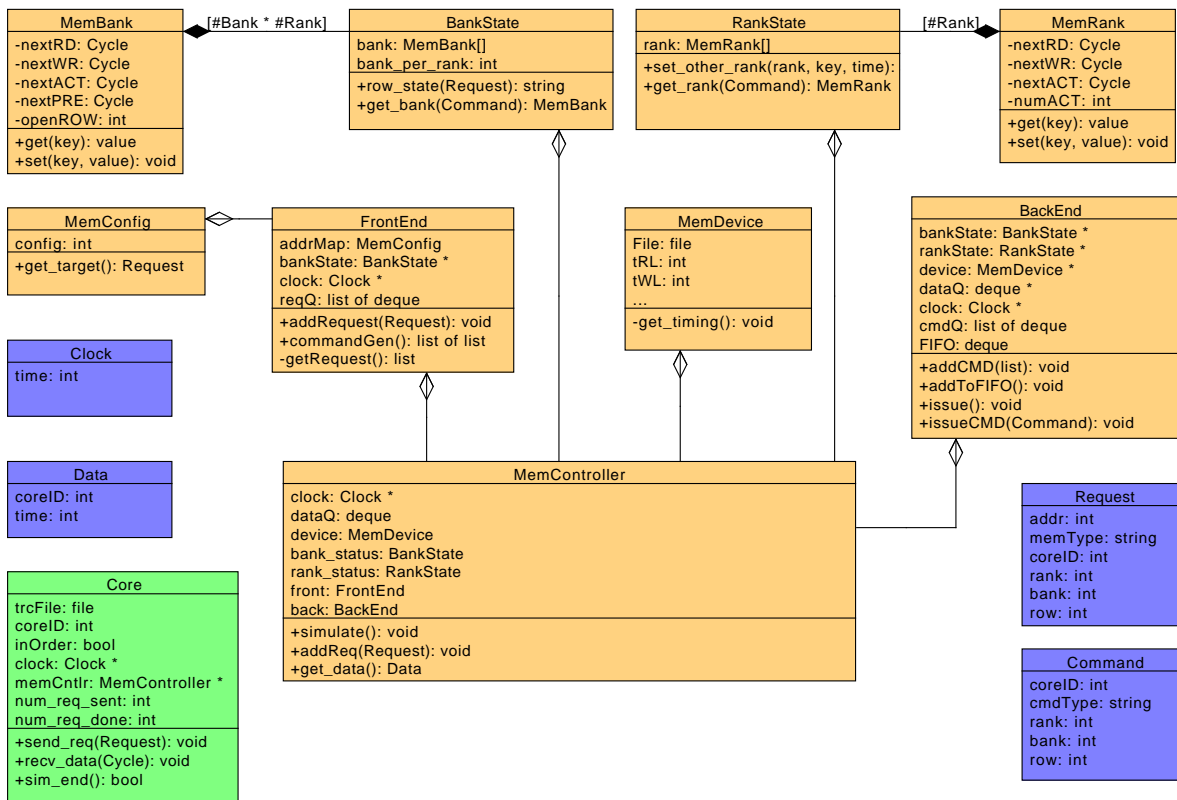 MemBank
-nextRD: Cycle
-nextWR: Cycle
-nextACT: Cycle
-nextPRE: Cycle
-openROW: int
+get(key): value
+set(key, value): void
[#Bank * #Rank]
BankState
bank: MemBank[]
bank_per_rank: int
+row_state(Request): string
+get_bank(Command): MemBank
RankState
rank: MemRank[]
+set_other_rank(rank, key, time):
+get_rank(Command): MemRank
[#Rank]
MemRank
-nextRD: Cycle
-nextWR: Cycle
-nextACT: Cycle
-numACT: int
+get(key): value
+set(key, value): void
MemConfig
config: int
+get_target(): Request
FrontEnd
addrMap: MemConfig
bankState: BankState *
clock: Clock *
reqQ: list of deque
+addRequest(Request): void
+commandGen(): list of list
-getRequest(): list
MemDevice
File: file
tRL: int
tWL: int
...
-get_timing(): void
BackEnd
bankState: BankState *
rankState: RankState *
device: MemDevice *
dataQ: deque *
clock: Clock *
cmdQ: list of deque
FIFO: deque
+addCMD(list): void
+addToFIFO(): void
+issue(): void
+issueCMD(Command): void
Clock
time: int
Data
coreID: int
time: int
MemController
clock: Clock *
dataQ: deque
device: MemDevice
bank_status: BankState
rank_status: RankState
front: FrontEnd
back: BackEnd
+simulate(): void
+addReq(Request): void
+get_data(): Data
Request
addr: int
memType: string
coreID: int
rank: int
bank: int
row: int
Core
trcFile: file
coreID: int
inOrder: bool
clock: Clock *
memCntlr: MemController *
num_req_sent: int
num_req_done: int
+send_req(Request): void
+recv_data(Cycle): void
+sim_end(): bool
Command
coreID: int
cmdType: string
rank: int
bank: int
row: int